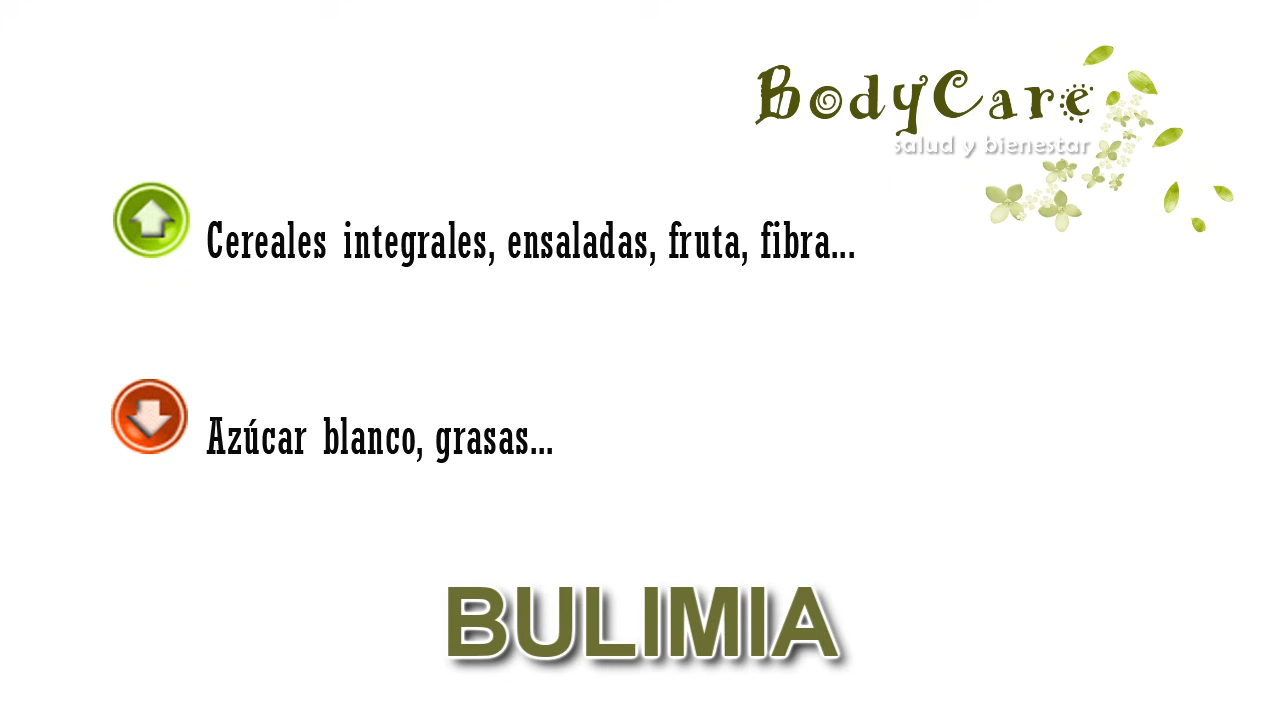 BodyCare
salud y bienestar
Cereales integrales, ensaladas, fruta, fibra...
Azúcar blanco, grasas...
BULIMIA